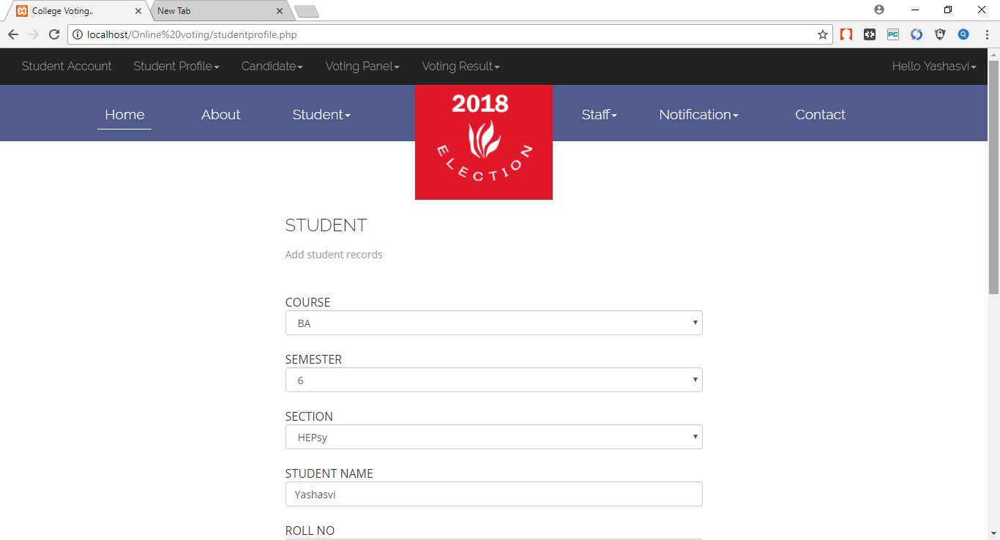 College Voting..
New Tab
localhost/Online%20voting/studentprofile.php
PC
Student Account Student Profile Candidate Voting Panel Voting Result Hello Yashasvi
Home About Student Staff Notification Contact
2018
ELECTION
STUDENT
Add student records
COURSE
BA
SEMESTER
6
SECTION
HEPsy
STUDENT NAME
Yashasvi
ROLL NO